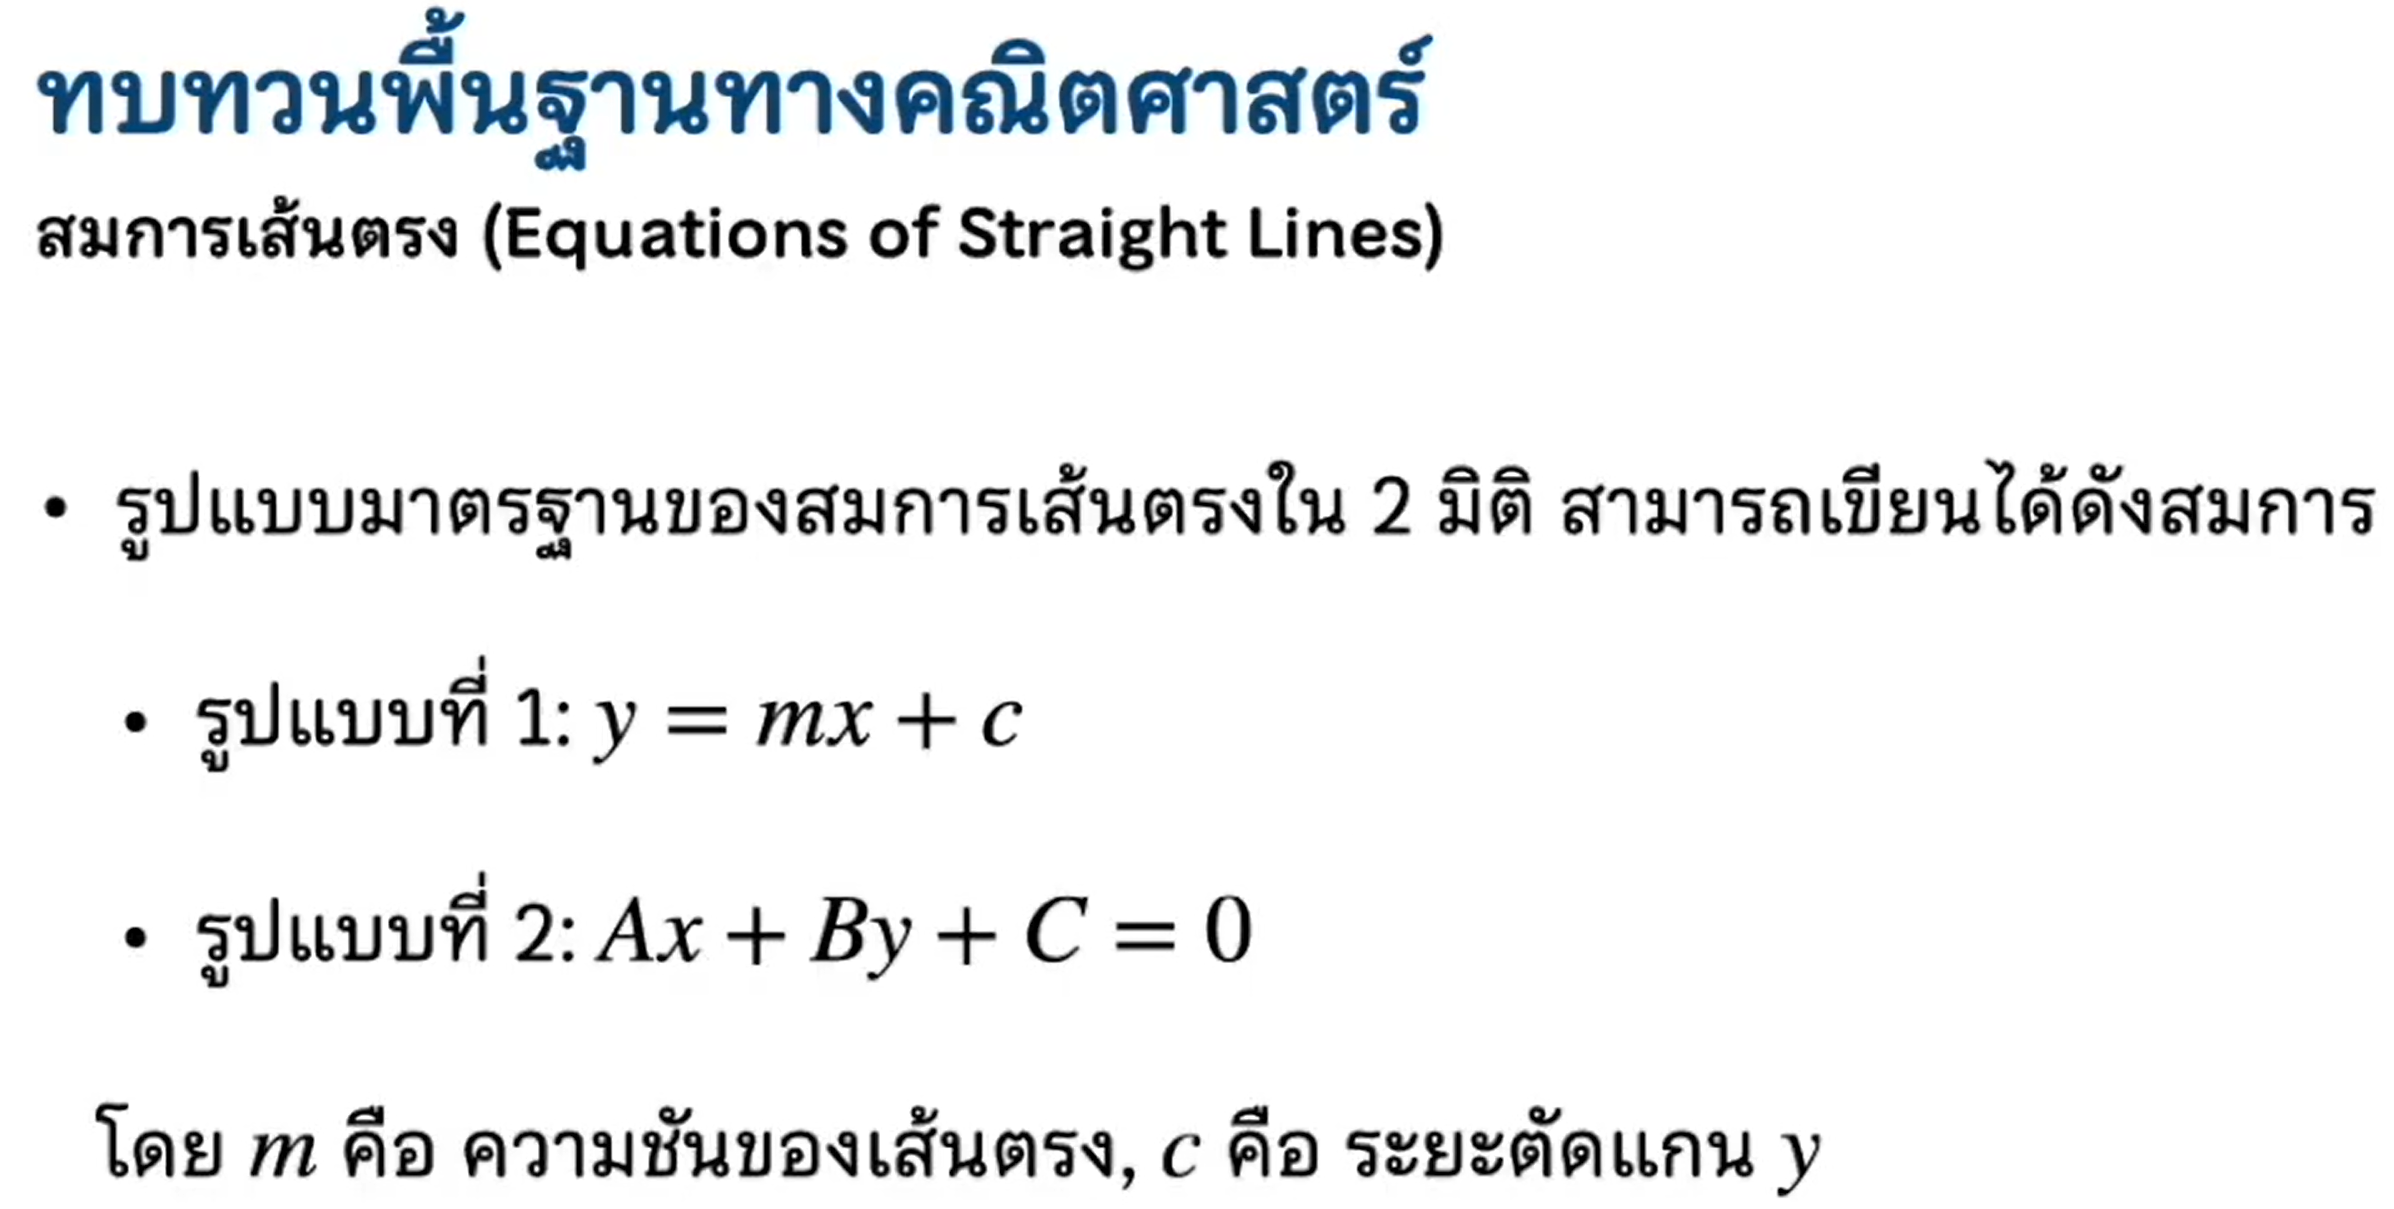 ทบทวนพื้นฐานทางคณิตศาสตร์
สมการเส้นตรง (Equations of Straight Lines)
• รูปแบบมาตรฐานของสมการเส้นตรงใน 2 มิติ สามารถเขียนได้ดังสมการ
• รูปแบบที่ 1: y = mx + c
• รูปแบบที่ 2: Ax + By + C = 0
โดย m คือ ความชันของเส้นตรง, c คือ ระยะตัดแกน y